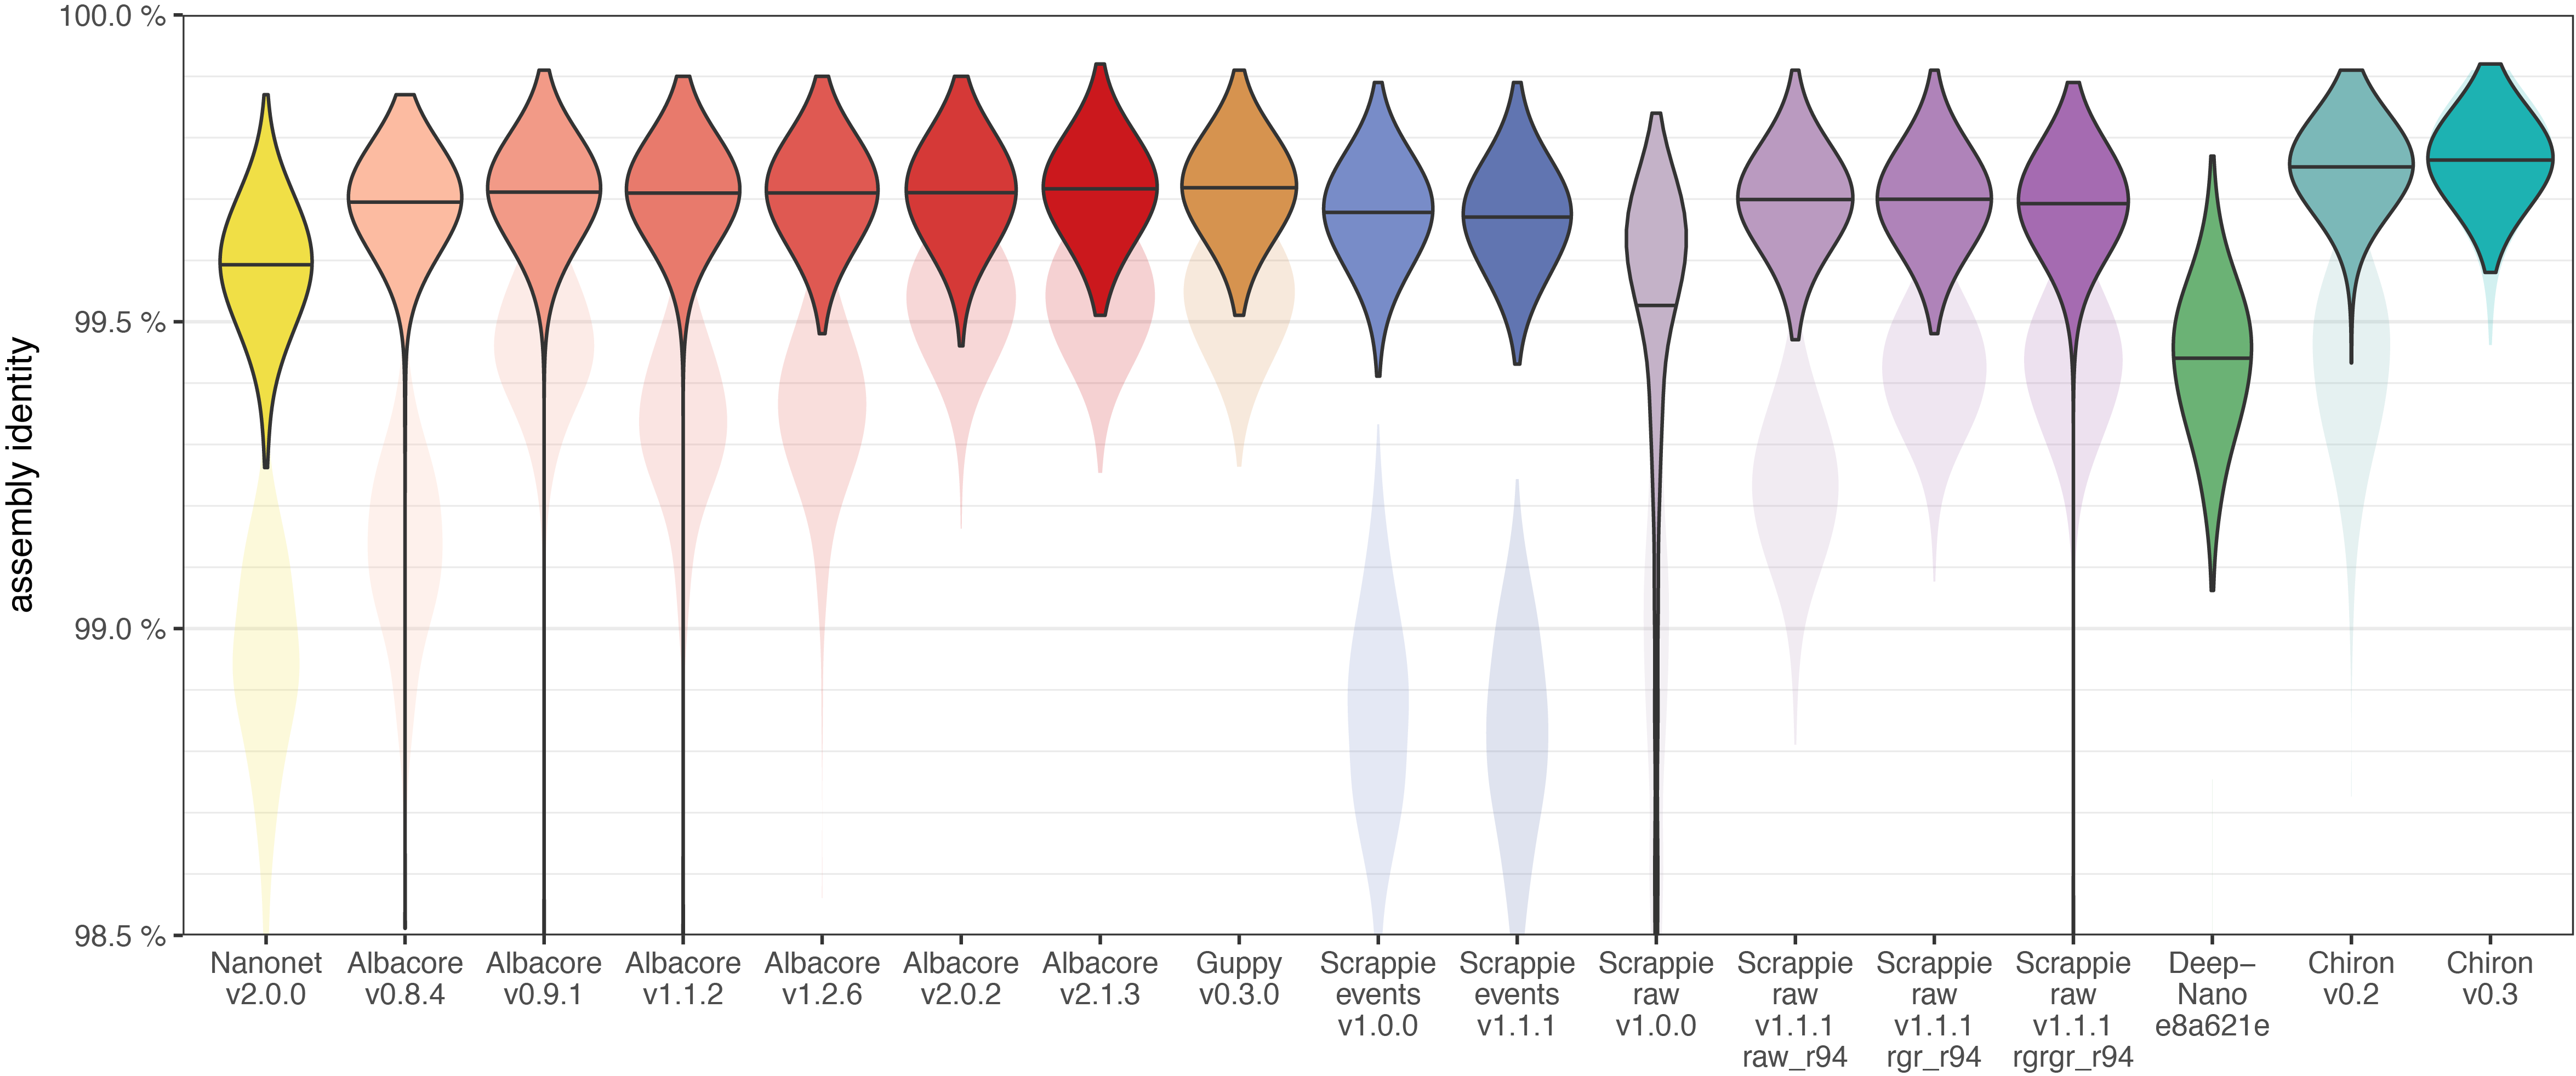 100.0 %
99.5 %
99.0 %
98.5 %
assembly identity
Nanonet
v2.0.0
Albacore
v0.8.4
Albacore
v0.9.1
Albacore
v1.1.2
Albacore
v1.2.6
Albacore
v2.0.2
Albacore
v2.1.3
Guppy
v0.3.0
Scrappie
events
v1.0.0
Scrappie
events
v1.1.1
Scrappie
raw
v1.0.0
Scrappie
raw
v1.1.1
raw_r94
Scrappie
raw
v1.1.1
rgr_r94
Scrappie
raw
v1.1.1
rgrgr_r94
Deep–
Nano
e8a621e
Chiron
v0.2
Chiron
v0.3